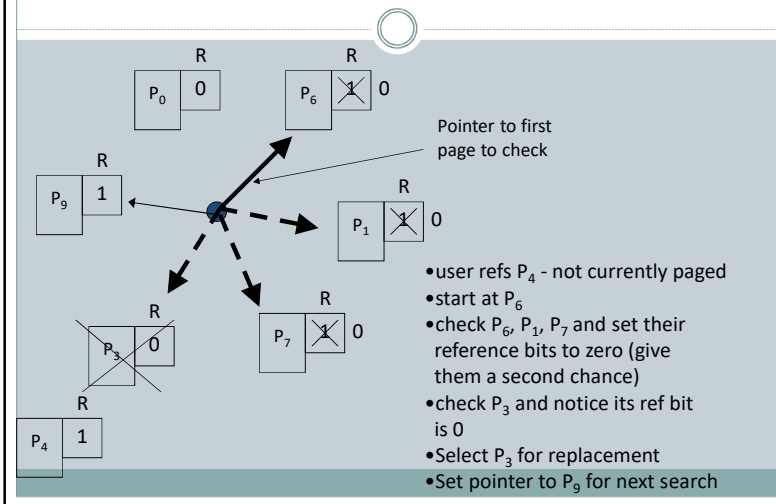 R
P0 0
R
P6 1 0
Pointer to first
page to check
R
P9 1
R
P1 1 0
R
P3 0
R
P7 1 0
R
P4 1
•user refs P4 - not currently paged
•start at P6
•check P6, P1, P7 and set their
reference bits to zero (give
them a second chance)
•check P3 and notice its ref bit
is 0
•Select P3 for replacement
•Set pointer to P9 for next search